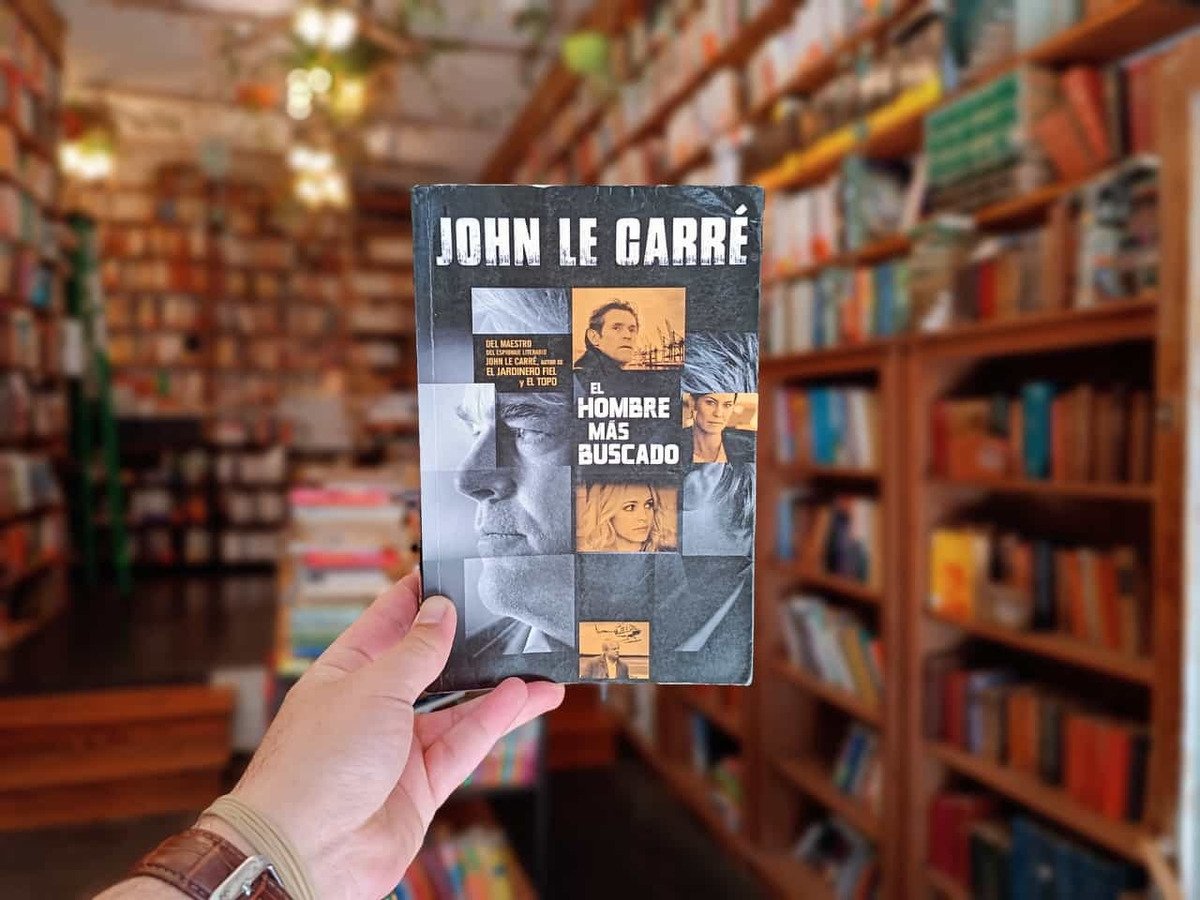 JOHN LE CARRÉ
DEL MAESTRO
DEL ESPIONAJE LITERARIO
JOHN LE CARRÉ, AUTOR DE
EL JARDINERO FIEL
y EL TOPO
EL
HOMBRE
MÁS
BUSCADO